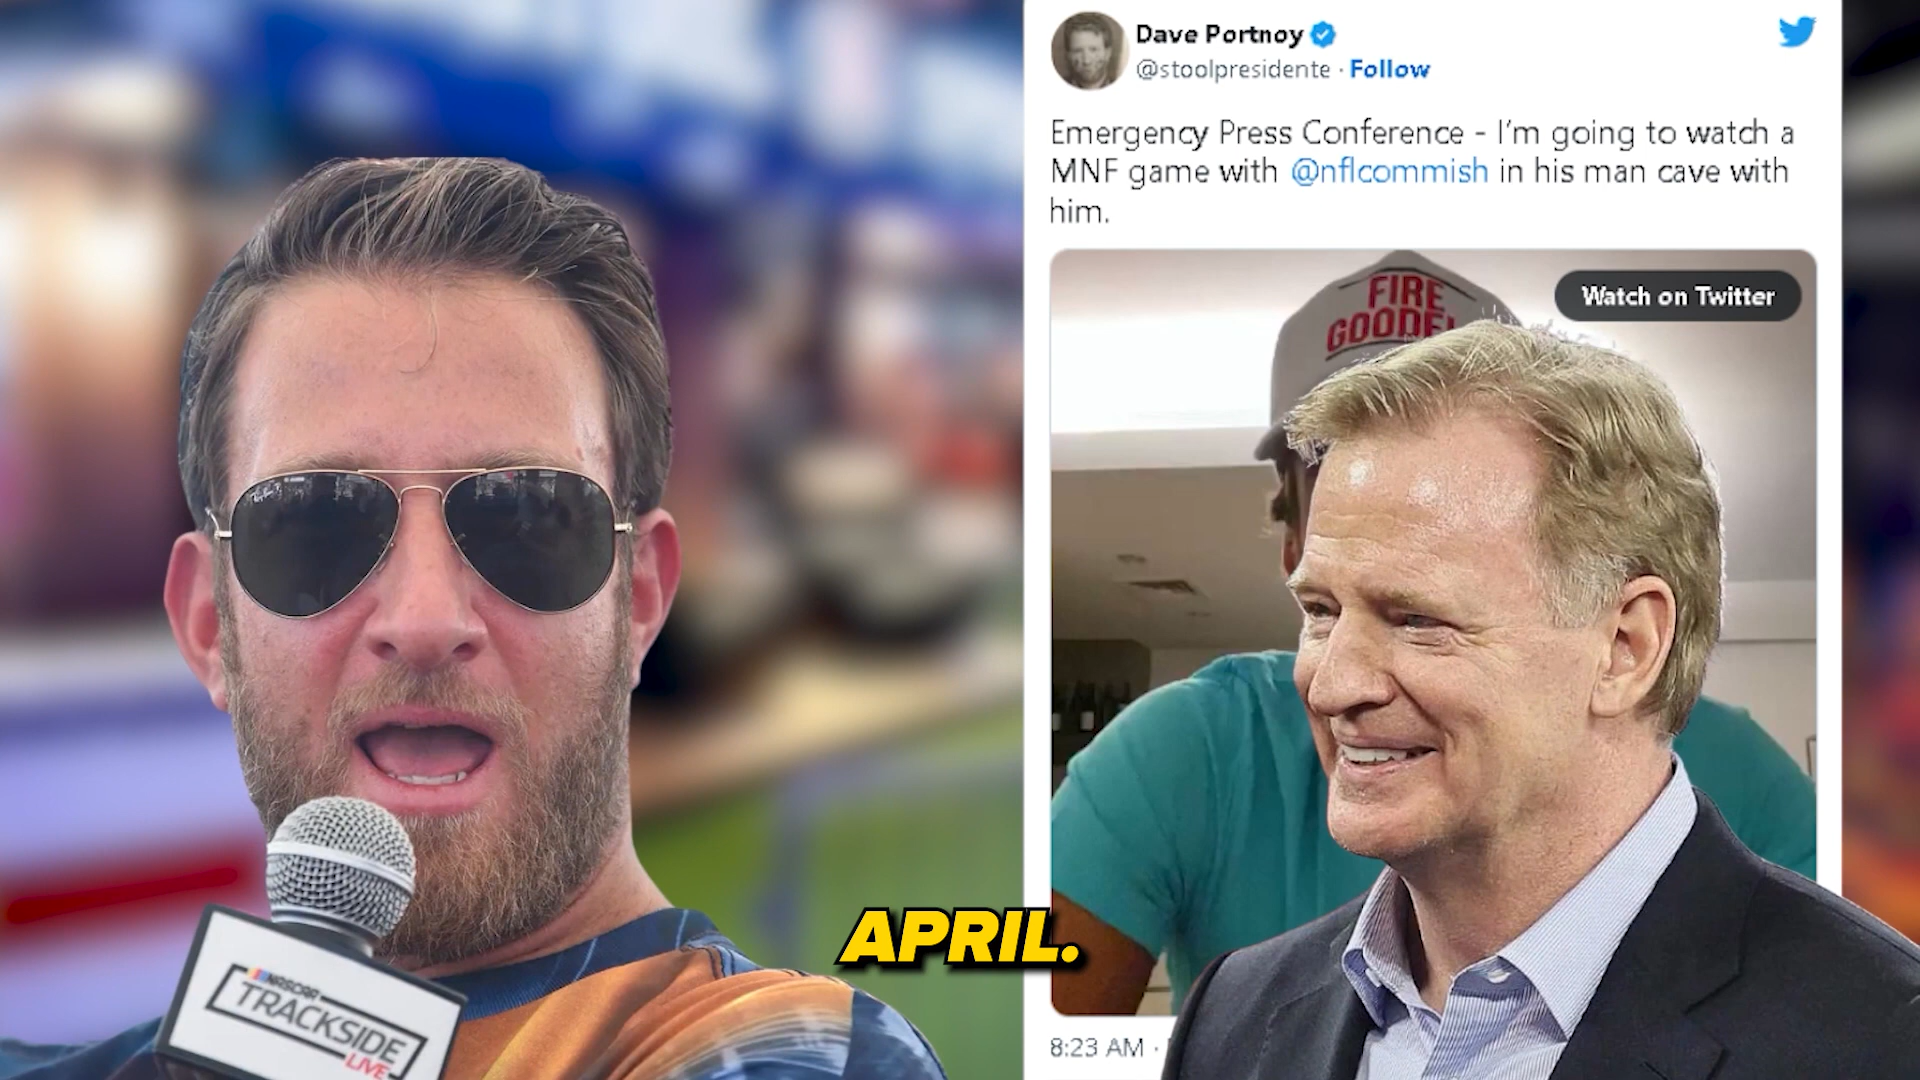 Dave Portnoy
@stoolpresidente · Follow
Emergency Press Conference - I'm going to watch a
MNF game with @nflcommish in his man cave with
him.
FIRE
Watch on Twitter
NASCAR
TRACKSIDE
LIVE
APRIL.
8:23 AM ·